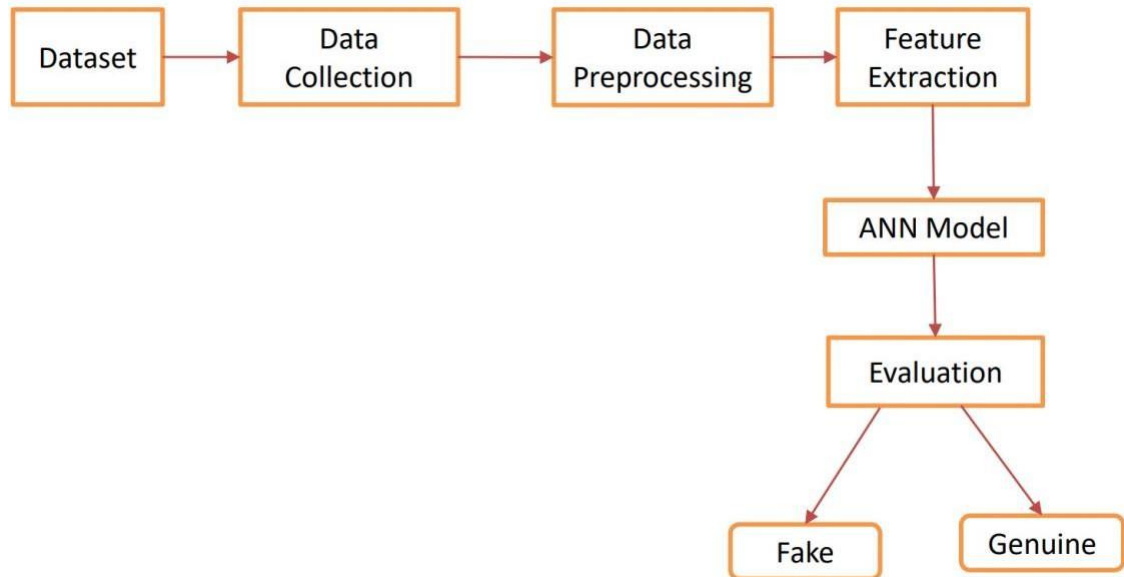 Dataset
Data
Collection
Data
Preprocessing
Feature
Extraction
ANN Model
Evaluation
Fake
Genuine